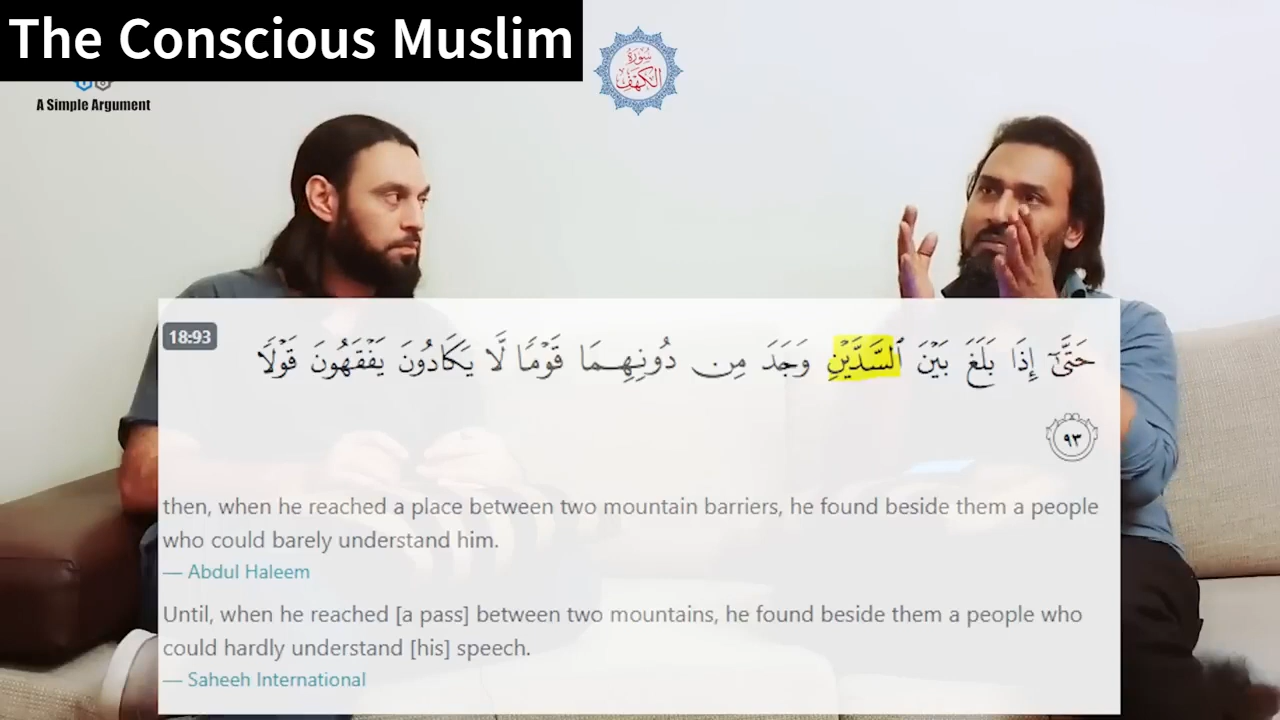 The Conscious Muslim
A Simple Argument
سُورَةُ
الكَهْف
18:93
حَتَّىٰٓ إِذَا بَلَغَ بَيْنَ ٱلسَّدَّيْنِ وَجَدَ مِن دُونِهِمَا قَوْمًا لَّا يَكَادُونَ يَفْقَهُونَ قَوْلًا
٩٣
then, when he reached a place between two mountain barriers, he found beside them a people
who could barely understand him.
— Abdul Haleem
Until, when he reached [a pass] between two mountains, he found beside them a people who
could hardly understand [his] speech.
— Saheeh International